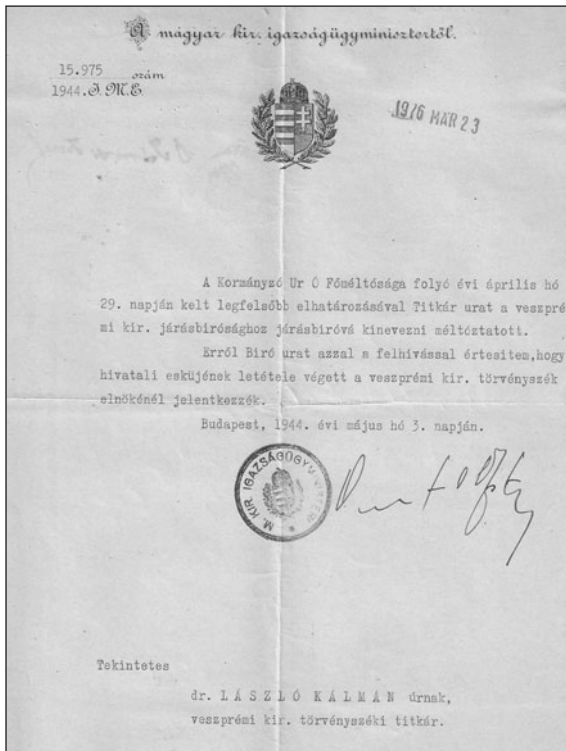 A magyar kir. igazságügyminisztertől.
15.975 szám
1944. I. M. E.
1976 MAR 23
A Kormányzó Ur Ő Főméltósága folyó évi április hó
29. napján kelt legfelsőbb elhatározásával Titkár urat a veszpré-
mi kir. járásbirósághoz járásbiróvá kinevezni méltóztatott.
Erről Biró urat azzal a felhivással értesitem, hogy
hivatali esküjének letétele végett a veszprémi kir. törvényszék
elnökénél jelentkezzék.
Budapest, 1944. évi május hó 3. napján.
M. KIR. IGAZSÁGÜGYMINISZTER
Tekintetes
dr. LÁSZLÓ KÁLMÁN úrnak,
veszprémi kir. törvényszéki titkár.